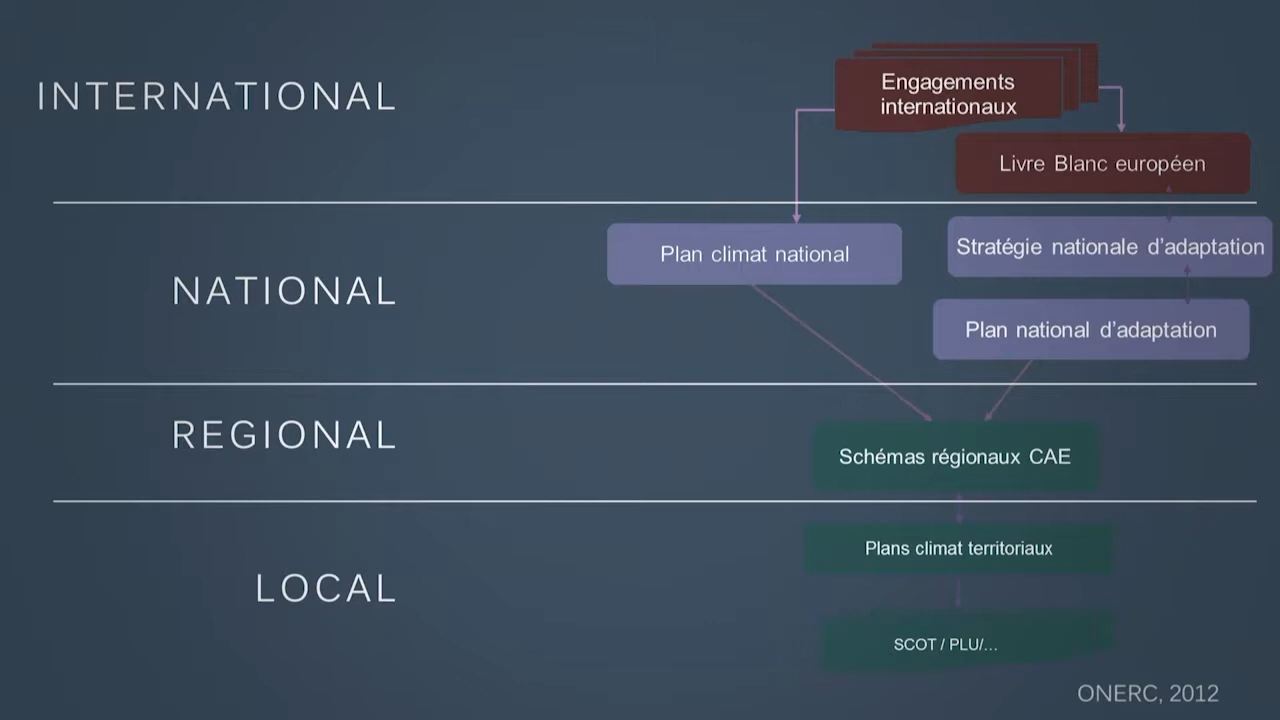 INTERNATIONAL
Engagements
internationaux
Livre Blanc européen
NATIONAL
Plan climat national
Stratégie nationale d'adaptation
Plan national d'adaptation
REGIONAL
Schémas régionaux CAE
LOCAL
Plans climat territoriaux
SCOT / PLU/...
ONERC, 2012